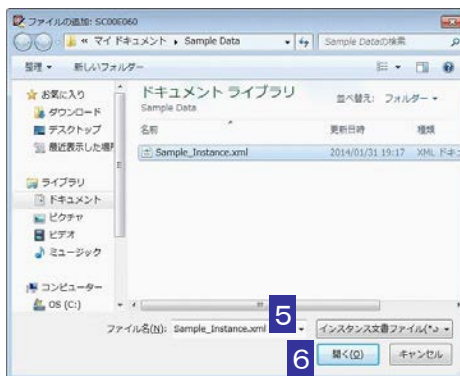 ファイルの追加: SC00E060
« マイ ドキュメント ▸ Sample Data
Sample Dataの検索
整理 ▼ 新しいフォルダー
お気に入り
ダウンロード
デスクトップ
最近表示した場所
ライブラリ
ドキュメント
ピクチャ
ビデオ
ミュージック
コンピューター
OS (C:)
ドキュメント ライブラリ
Sample Data
並べ替え: フォルダー ▼
名前 更新日時 種類
Sample_Instance.xml 2014/01/31 19:17 XML ドキュ
5
ファイル名(N): Sample_Instance.xml
インスタンス文書ファイル(*.x
6
開く(O) キャンセル